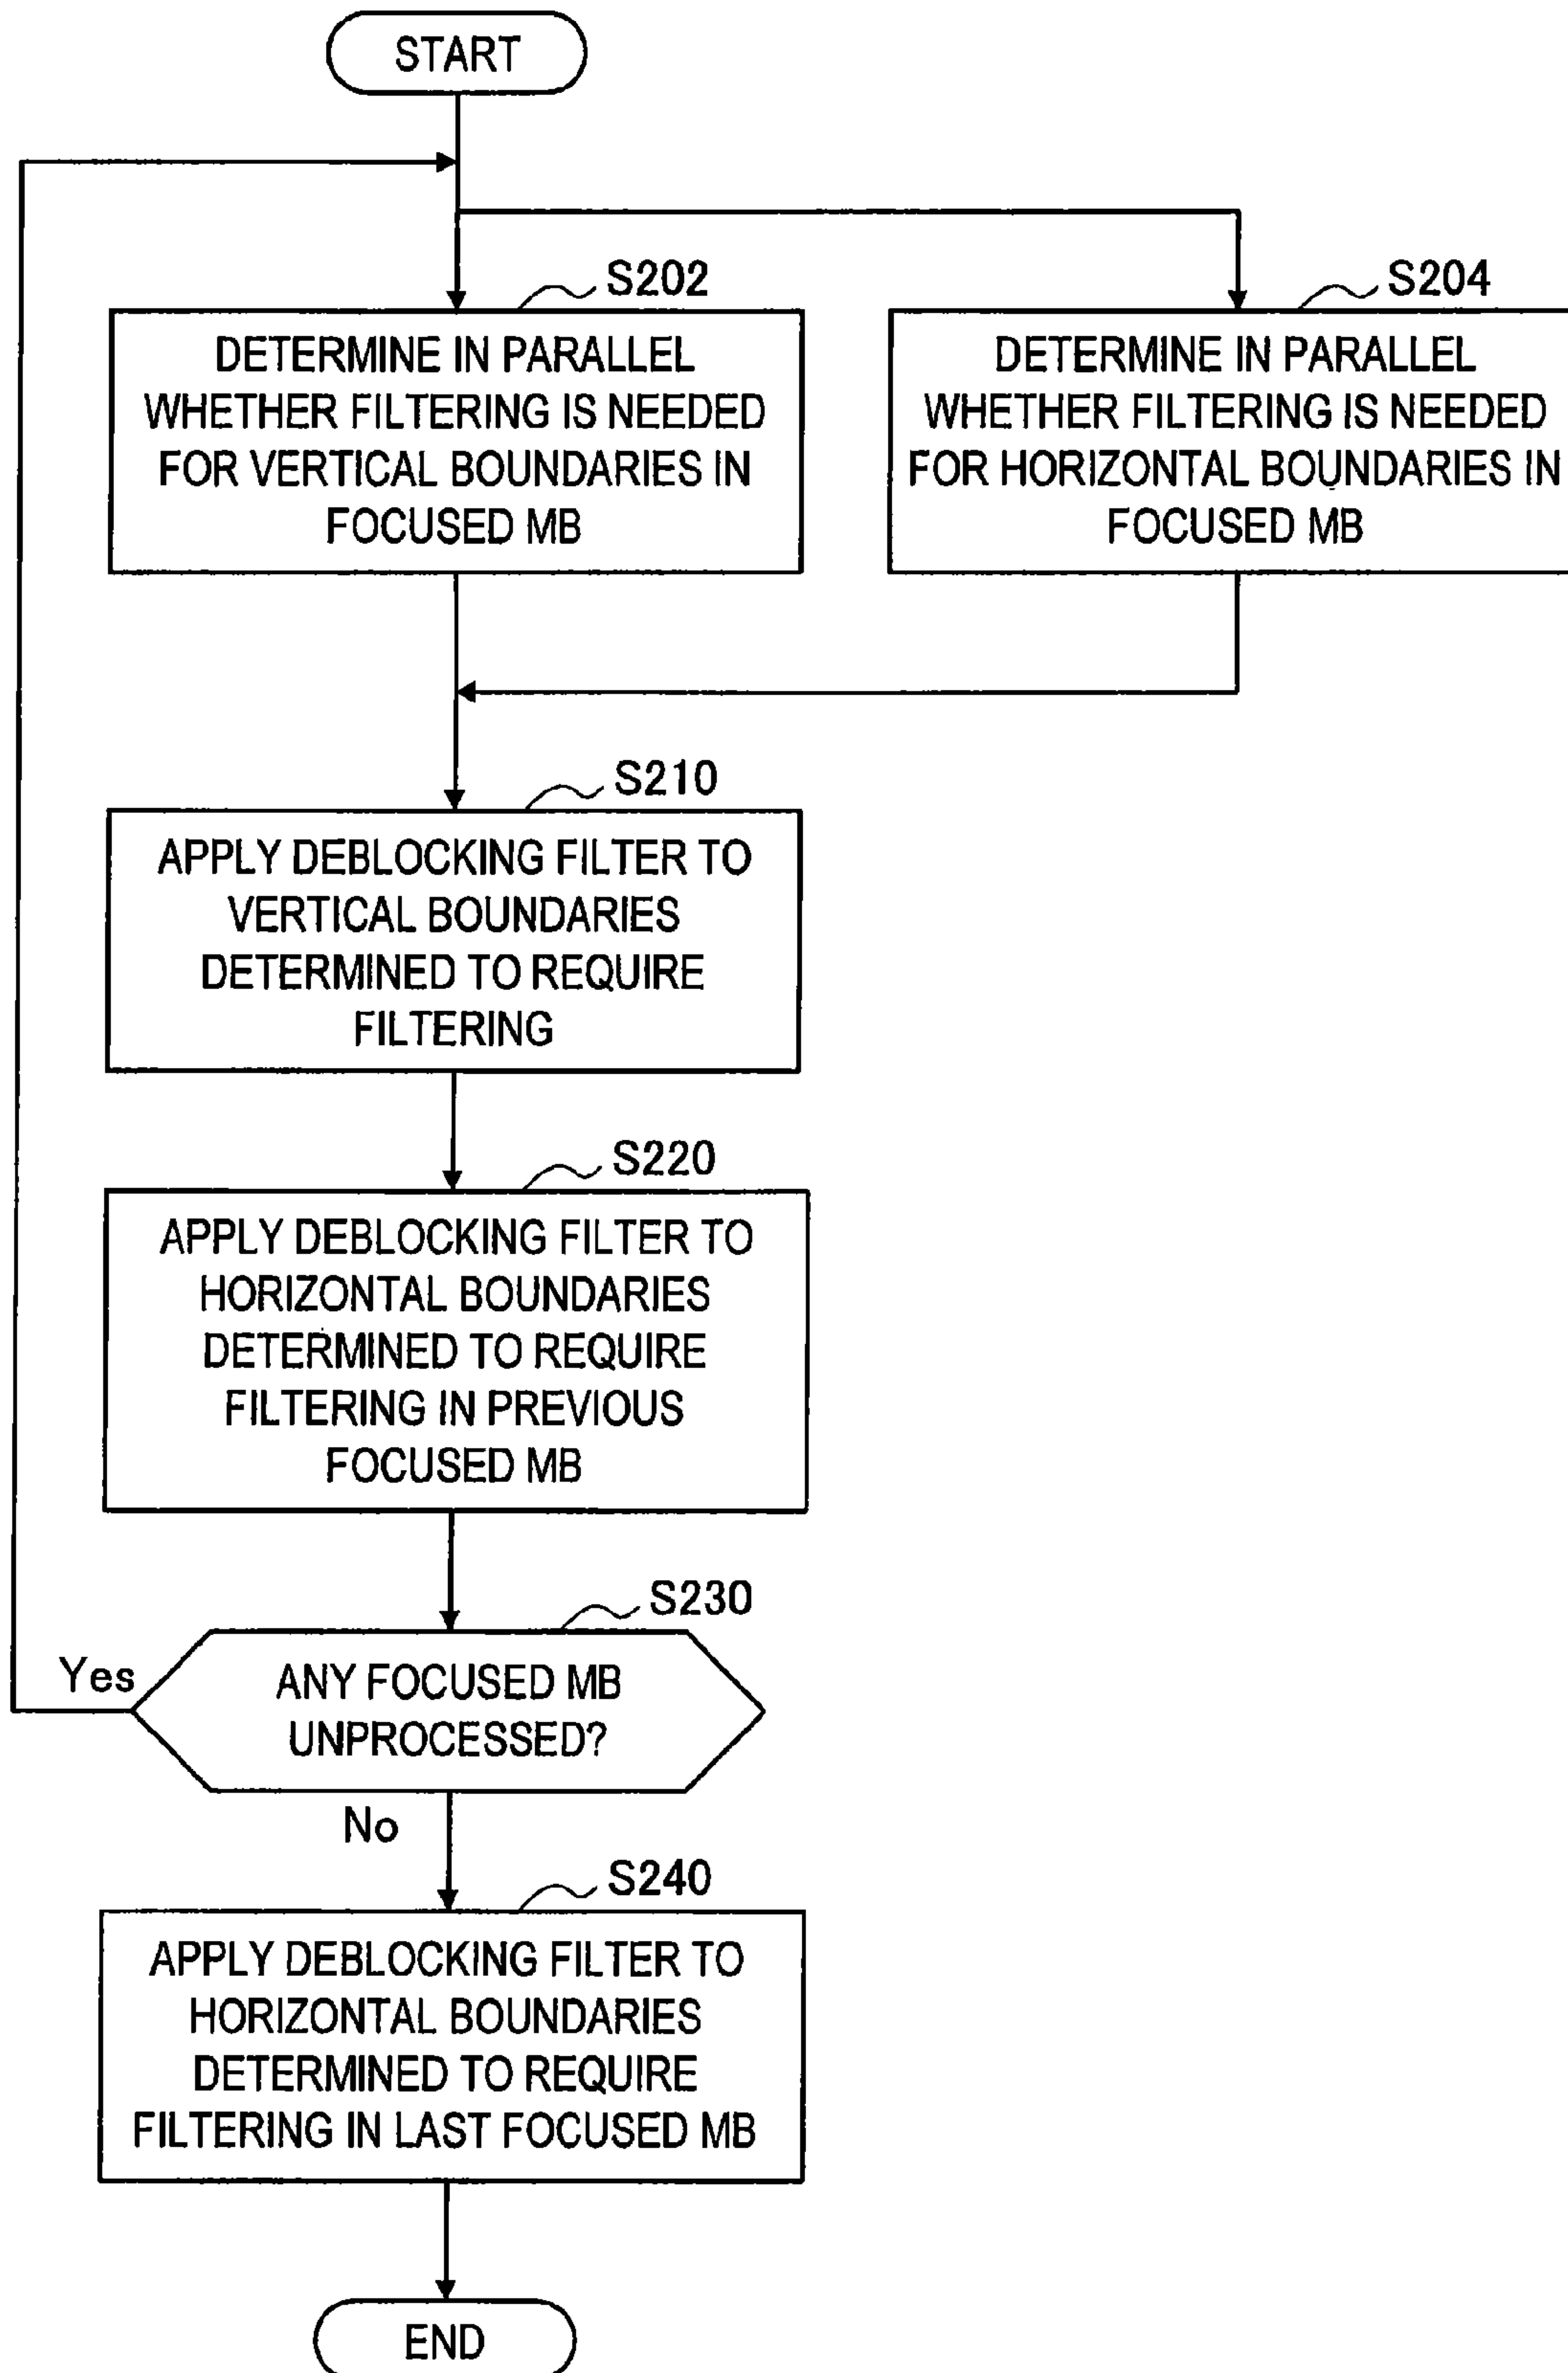 START
S202
DETERMINE IN PARALLEL
WHETHER FILTERING IS NEEDED
FOR VERTICAL BOUNDARIES IN
FOCUSED MB
S204
DETERMINE IN PARALLEL
WHETHER FILTERING IS NEEDED
FOR HORIZONTAL BOUNDARIES IN
FOCUSED MB
S210
APPLY DEBLOCKING FILTER TO
VERTICAL BOUNDARIES
DETERMINED TO REQUIRE
FILTERING
S220
APPLY DEBLOCKING FILTER TO
HORIZONTAL BOUNDARIES
DETERMINED TO REQUIRE
FILTERING IN PREVIOUS
FOCUSED MB
S230
Yes
ANY FOCUSED MB
UNPROCESSED?
No
S240
APPLY DEBLOCKING FILTER TO
HORIZONTAL BOUNDARIES
DETERMINED TO REQUIRE
FILTERING IN LAST FOCUSED MB
END